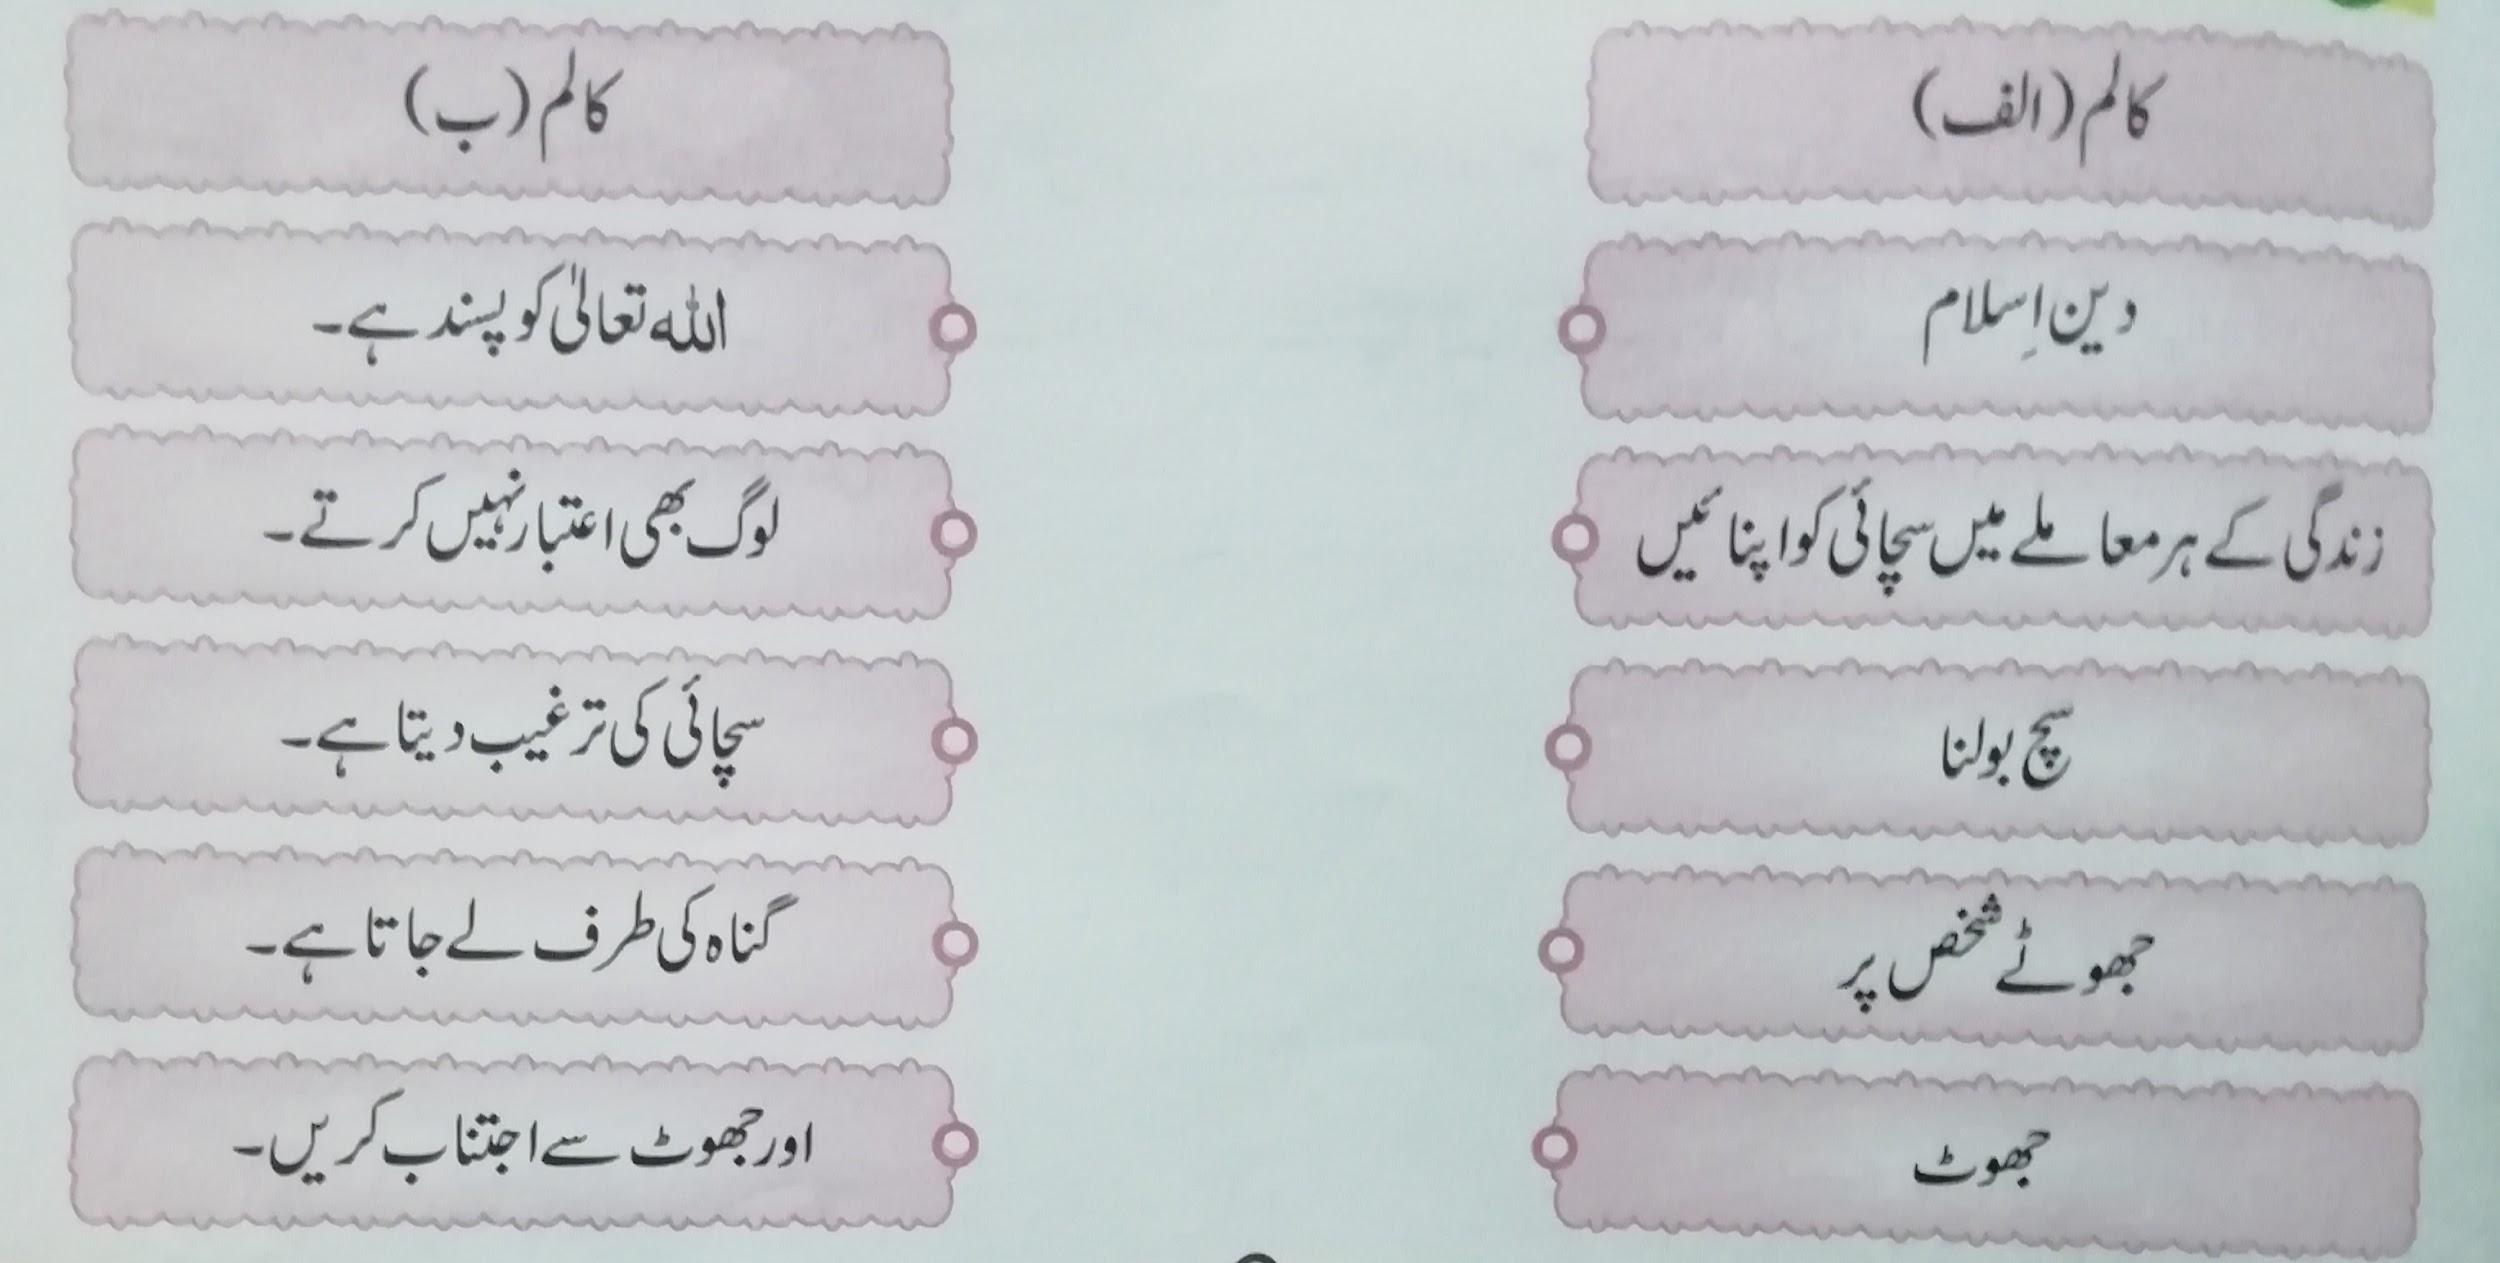 کالم (الف)
دین اِسلام
زندگی کے ہر معاملے میں سچائی کو اپنائیں
سچ بولنا
جھوٹے شخص پر
جھوٹ
کالم (ب)
اللہ تعالیٰ کو پسند ہے۔
لوگ بھی اعتبار نہیں کرتے۔
سچائی کی ترغیب دیتا ہے۔
گناہ کی طرف لے جاتا ہے۔
اور جھوٹ سے اجتناب کریں۔